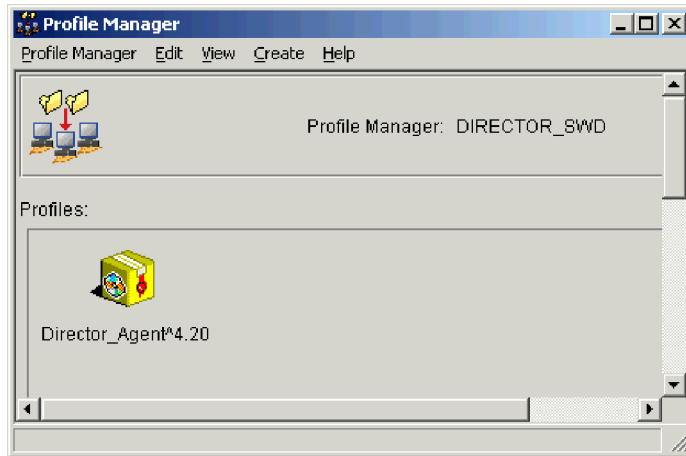 Profile Manager
Profile Manager Edit View Create Help
Profile Manager: DIRECTOR_SWD
Profiles:
Director_Agent^4.20